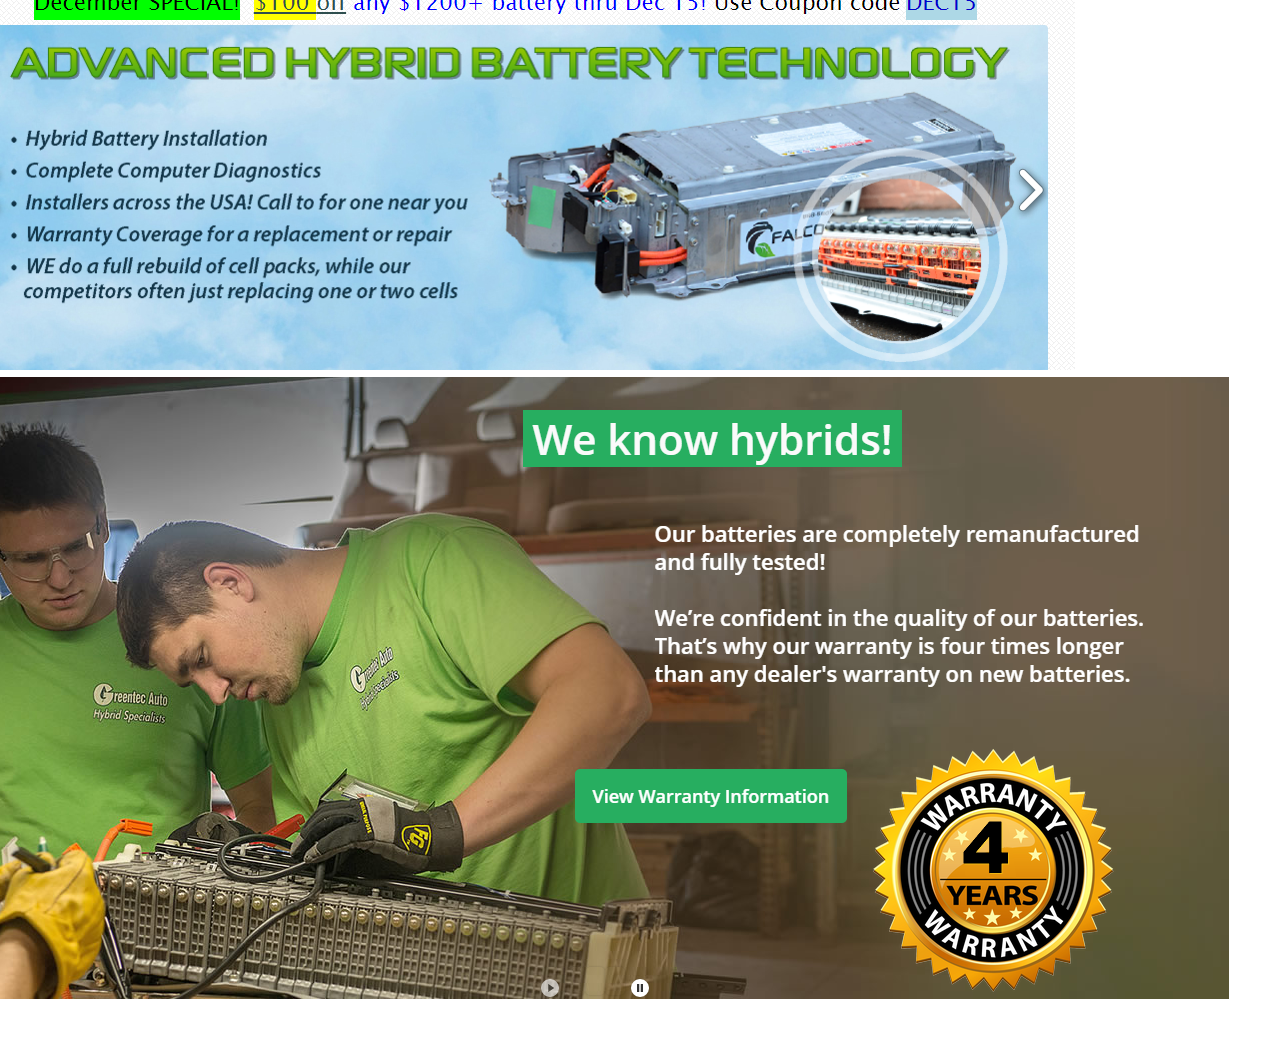 December SPECIAL! $100 off any $1200+ battery thru Dec 15! Use Coupon code DEC15
ADVANCED HYBRID BATTERY TECHNOLOGY
• Hybrid Battery Installation
• Complete Computer Diagnostics
• Installers across the USA! Call to for one near you
• Warranty Coverage for a replacement or repair
• WE do a full rebuild of cell packs, while our
competitors often just replacing one or two cells
FALCO
We know hybrids!
Our batteries are completely remanufactured
and fully tested!
We’re confident in the quality of our batteries.
That’s why our warranty is four times longer
than any dealer's warranty on new batteries.
Greentec Auto
Hybrid Specialists
Greentec Auto
Hybrid Specialists
View Warranty Information
WARRANTY
4
YEARS
WARRANTY
FG